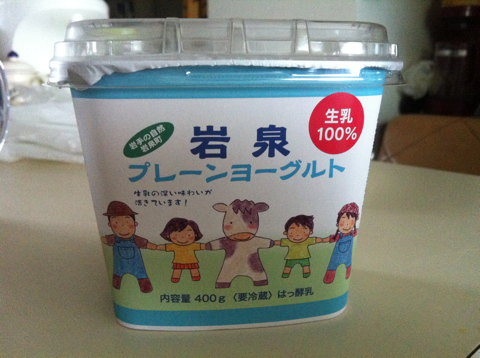 岩手の自然
岩泉町
生乳
100%
岩泉
プレーンヨーグルト
生乳の深い味わいが
活きています!
内容量 400g〈要冷蔵〉はっ酵乳